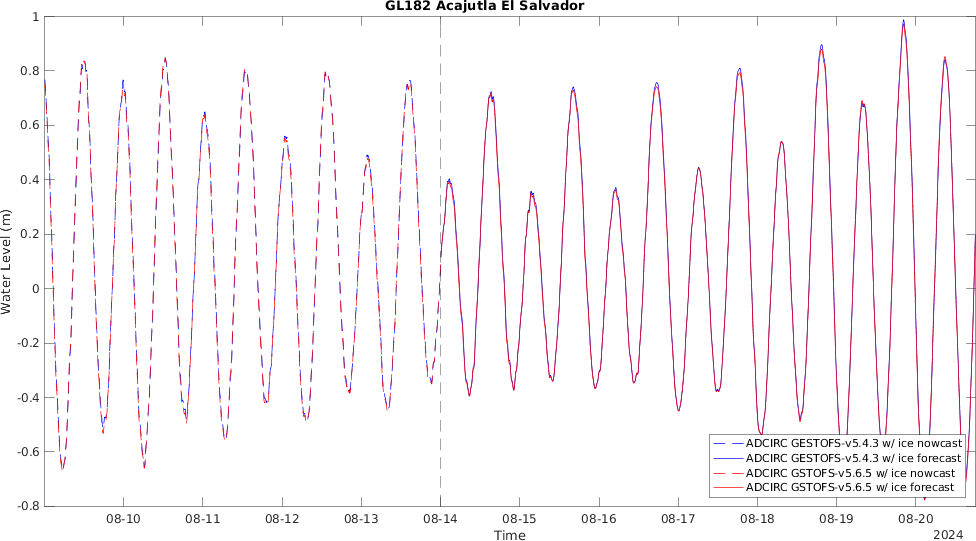 GL182 Acajutla El Salvador
1
0.8
0.6
0.4
0.2
0
-0.2
-0.4
-0.6
-0.8
Water Level (m)
ADCIRC GESTOFS-v5.4.3 w/ ice nowcast
ADCIRC GESTOFS-v5.4.3 w/ ice forecast
ADCIRC GSTOFS-v5.6.5 w/ ice nowcast
ADCIRC GSTOFS-v5.6.5 w/ ice forecast
08-10 08-11 08-12 08-13 08-14 08-15 08-16 08-17 08-18 08-19 08-20
Time
2024